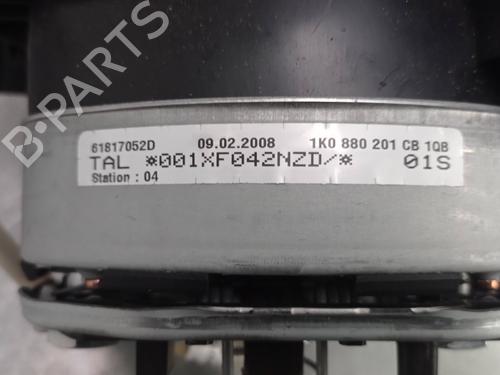 B-PARTS
61817052D 09.02.2008 1K0 880 201 CB 1QB
TAL *001XF042NZD/* 01S
Station : 04